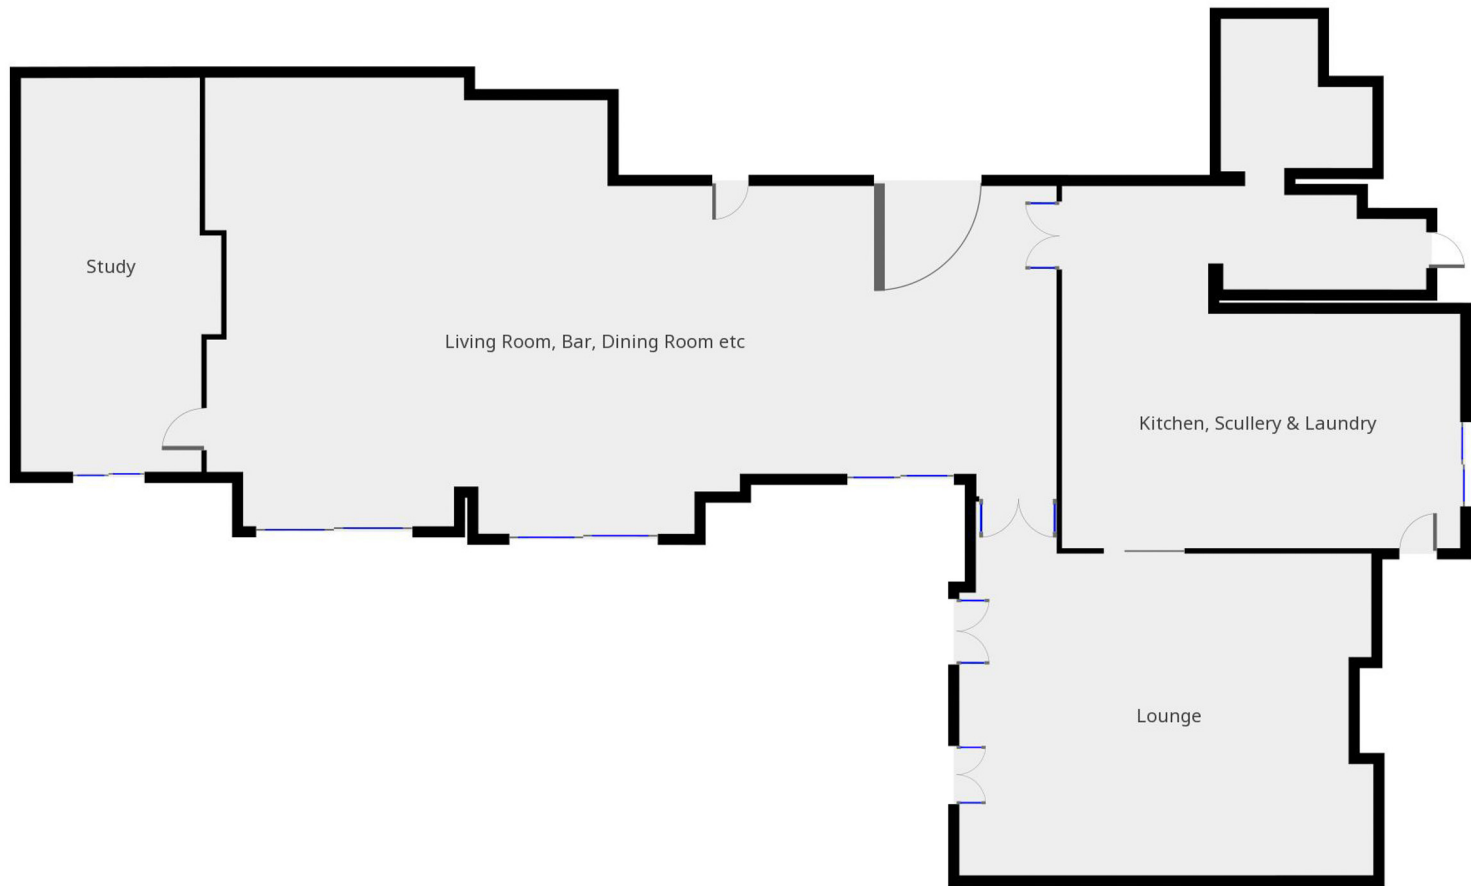 Study
Living Room, Bar, Dining Room etc
Kitchen, Scullery & Laundry
Lounge